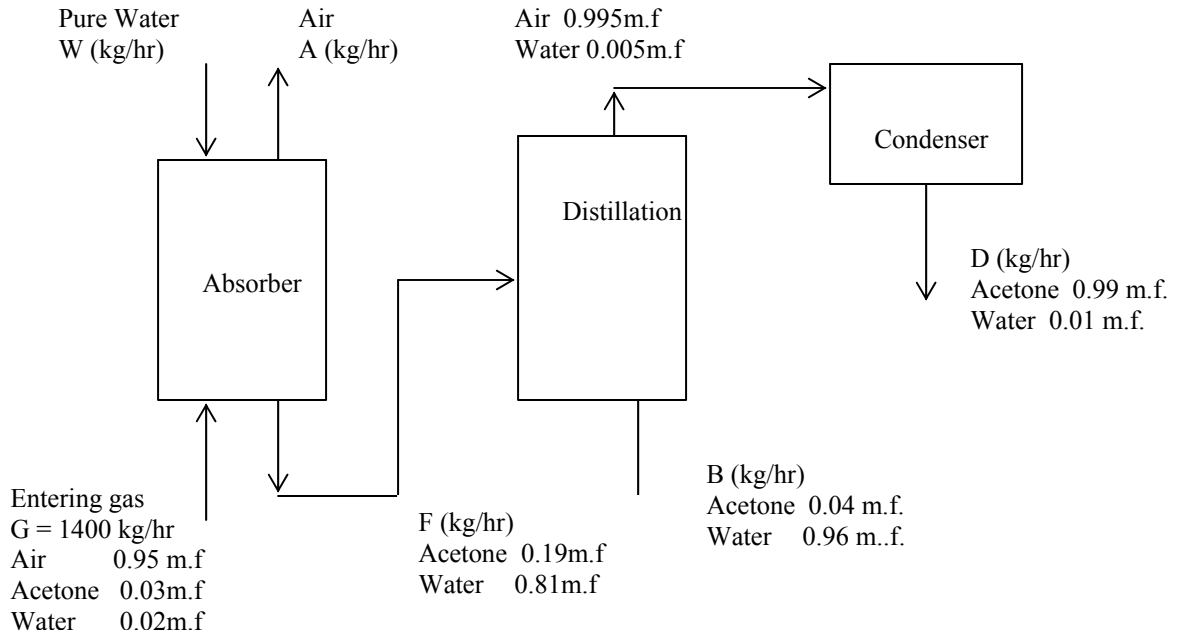 Pure Water
W (kg/hr)
Air
A (kg/hr)
Air 0.995m.f
Water 0.005m.f
Condenser
Distillation
Absorber
D (kg/hr)
Acetone 0.99 m.f.
Water 0.01 m.f.
Entering gas
G = 1400 kg/hr
Air 0.95 m.f
Acetone 0.03m.f
Water 0.02m.f
F (kg/hr)
Acetone 0.19m.f
Water 0.81m.f
B (kg/hr)
Acetone 0.04 m.f.
Water 0.96 m..f.